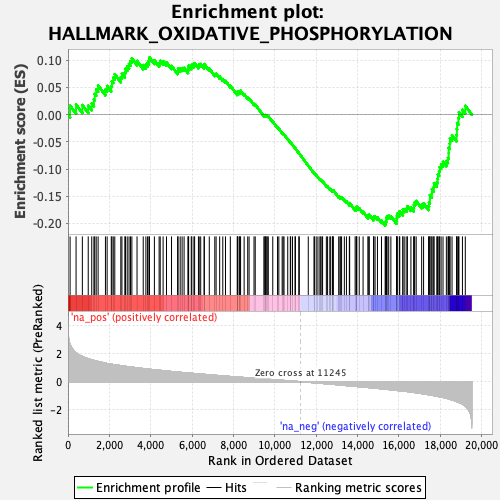 Enrichment plot:
HALLMARK_OXIDATIVE_PHOSPHORYLATION
Enrichment score (ES)
0.10
0.05
0.00
-0.05
-0.10
-0.15
-0.20
'na_pos' (positively correlated)
Ranked list metric (PreRanked)
4
2
0
-2
Zero cross at 11245
'na_neg' (negatively correlated)
0 2,000 4,000 6,000 8,000 10,000 12,000 14,000 16,000 18,000 20,000
Rank in Ordered Dataset
Enrichment profile Hits Ranking metric scores